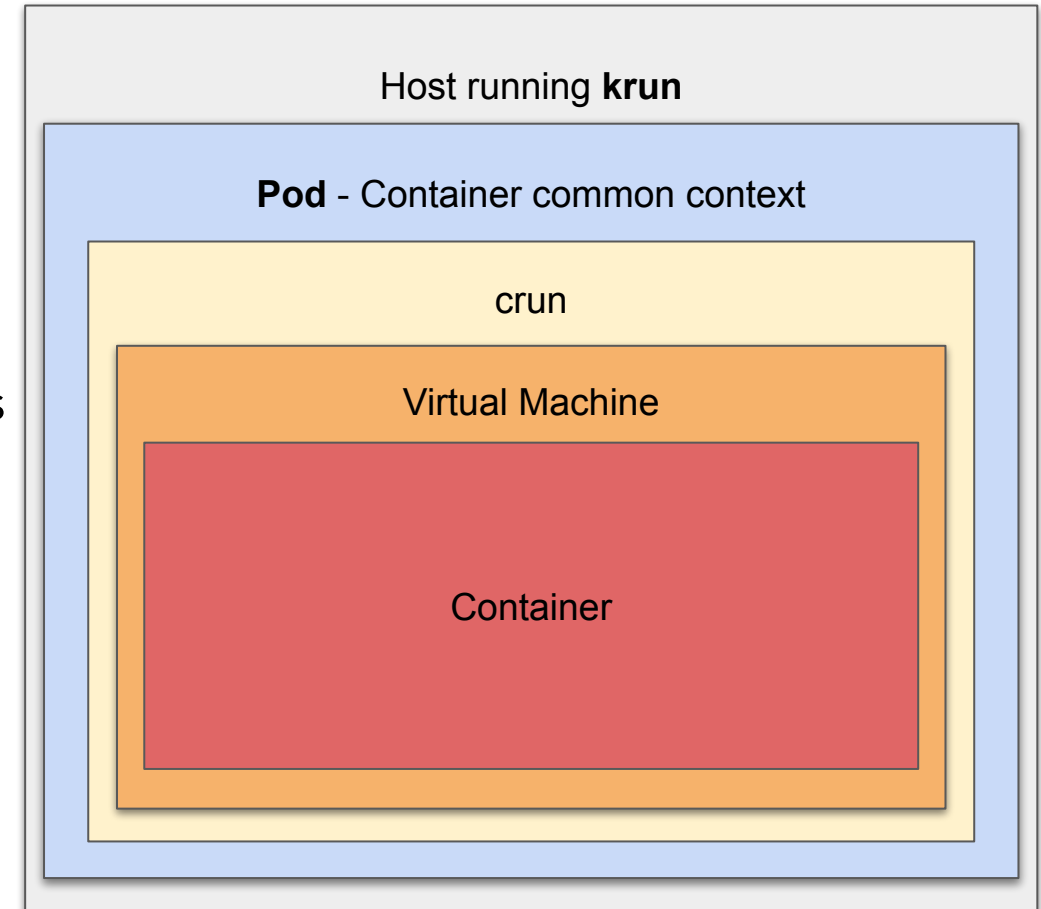 Host running krun
Pod - Container common context
crun
Virtual Machine
s
Container